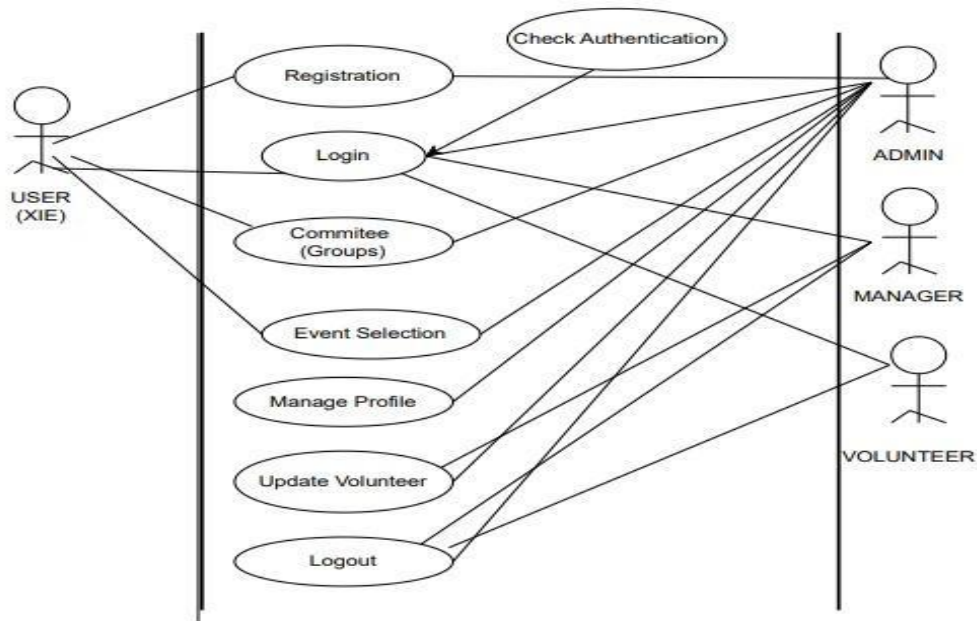 Check Authentication
Registration
Login
USER
(XIE)
Commitee
(Groups)
Event Selection
Manage Profile
Update Volunteer
Logout
ADMIN
MANAGER
VOLUNTEER